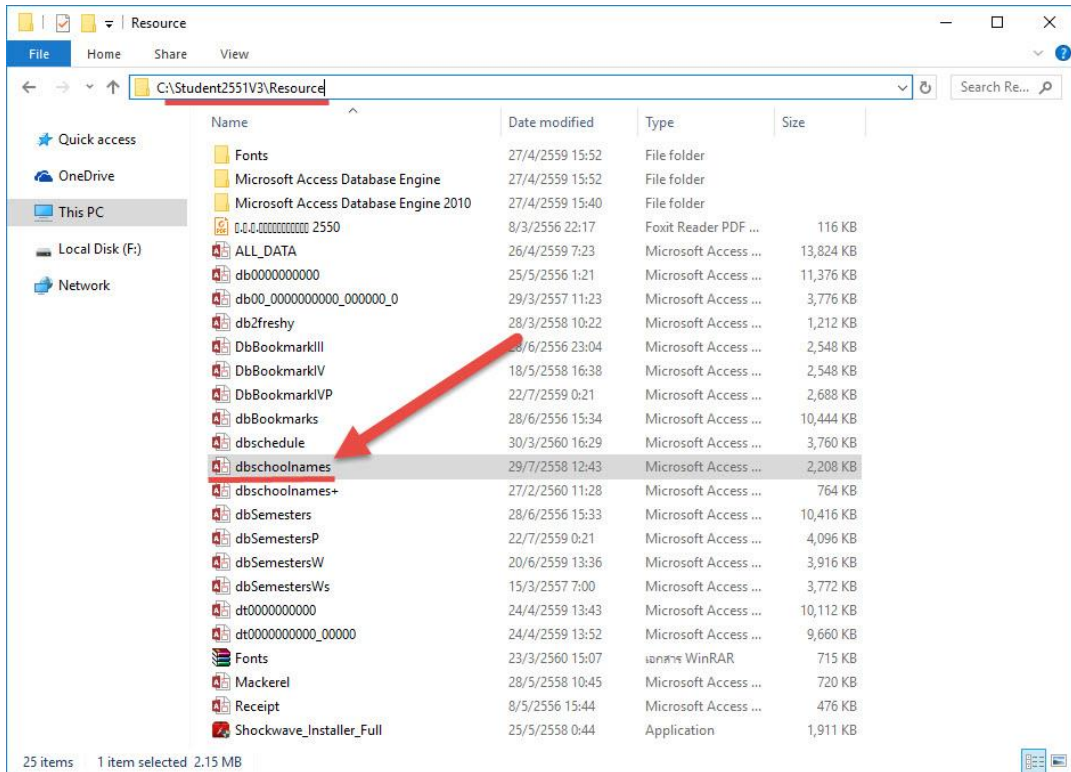 Resource
File Home Share View
C:\Student2551V3\Resource Search Re...
Name Date modified Type Size
Quick access
OneDrive
This PC
Local Disk (F:)
Network
Fonts 27/4/2559 15:52 File folder
Microsoft Access Database Engine 27/4/2559 15:52 File folder
Microsoft Access Database Engine 2010 27/4/2559 15:40 File folder
2550 8/3/2556 22:17 Foxit Reader PDF ... 116 KB
ALL_DATA 26/4/2559 7:23 Microsoft Access ... 13,824 KB
db0000000000 25/5/2556 1:21 Microsoft Access ... 11,376 KB
db00_0000000000_000000_0 29/3/2557 11:23 Microsoft Access ... 3,776 KB
db2freshy 28/3/2558 10:22 Microsoft Access ... 1,212 KB
DbBookmarkIII 28/6/2556 23:04 Microsoft Access ... 2,548 KB
DbBookmarkIV 18/5/2558 16:38 Microsoft Access ... 2,548 KB
DbBookmarkIVP 22/7/2559 0:21 Microsoft Access ... 2,688 KB
dbBookmarks 28/6/2556 15:34 Microsoft Access ... 10,444 KB
dbschedule 30/3/2560 16:29 Microsoft Access ... 3,760 KB
dbschoolnames 29/7/2558 12:43 Microsoft Access ... 2,208 KB
dbschoolnames+ 27/2/2560 11:28 Microsoft Access ... 764 KB
dbSemesters 28/6/2556 15:33 Microsoft Access ... 10,416 KB
dbSemestersP 22/7/2559 0:21 Microsoft Access ... 4,096 KB
dbSemestersW 20/6/2559 13:36 Microsoft Access ... 3,916 KB
dbSemestersWs 15/3/2557 7:00 Microsoft Access ... 3,772 KB
dt0000000000 24/4/2559 13:43 Microsoft Access ... 10,112 KB
dt0000000000_00000 24/4/2559 13:52 Microsoft Access ... 9,660 KB
Fonts 23/3/2560 15:07 เอกสาร WinRAR 715 KB
Mackerel 28/5/2558 10:45 Microsoft Access ... 720 KB
Receipt 8/5/2556 15:44 Microsoft Access ... 476 KB
Shockwave_Installer_Full 25/5/2558 0:44 Application 1,911 KB
25 items 1 item selected 2.15 MB